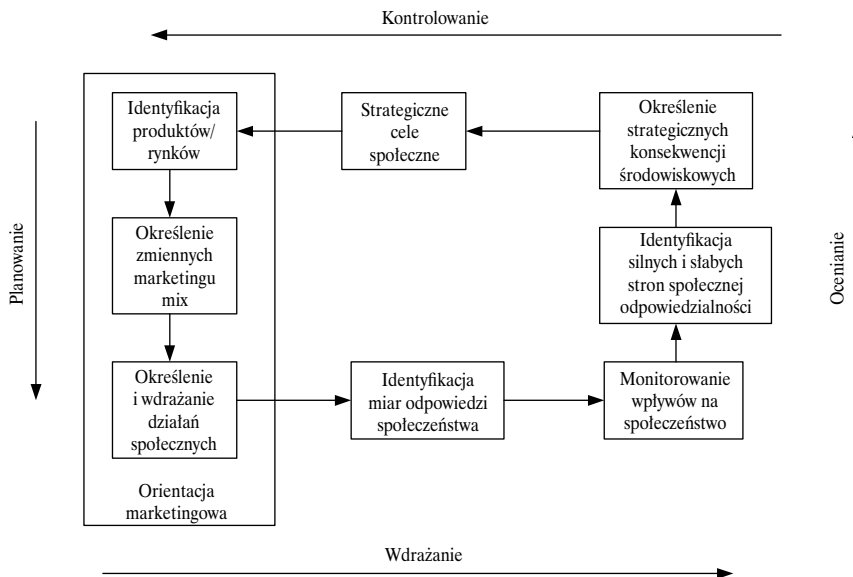 Kontrolowanie
Identyfikacja
produktów/
rynków
Strategiczne
cele
społeczne
Określenie
strategicznych
konsekwencji
środowiskowych
Planowanie
Określenie
zmiennych
marketingu
mix
Identyfikacja
silnych i słabych
stron społecznej
odpowiedzialności
Ocenianie
Określenie
i wdrażanie
działań
społecznych
Identyfikacja
miar odpowiedzi
społeczeństwa
Monitorowanie
wpływów na
społeczeństwo
Orientacja
marketingowa
Wdrażanie